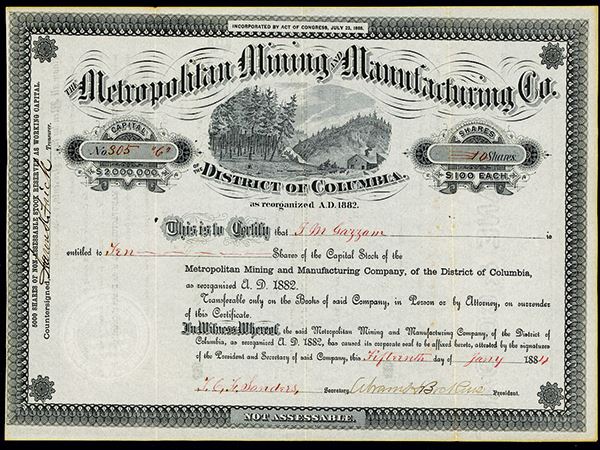 INCORPORATED BY ACT OF CONGRESS, JULY 25, 1866.
THE Metropolitan Mining AND Manufacturing Co.
CAPITAL
No 305 "6"
$2,000,000.
SHARES
10 Shares.
$100 EACH.
DISTRICT OF COLUMBIA,
as reorganized A.D. 1882.
This is to Certify that J M Gazzam is
entitled to Ten Shares of the Capital Stock of the
Metropolitan Mining and Manufacturing Company, of the District of Columbia,
as reorganized A. D. 1882.
Transferable only on the Books of said Company, in Person or by Attorney, on surrender
of this Certificate.
In Witness Whereof, the said Metropolitan Mining and Manufacturing Company, of the District of
Columbia, as reorganized A. D. 1882, has caused its corporate seal to be affixed hereto, attested by the signatures
of the President and Secretary of said Company, this Fifteenth day of Jany 1884
Sanders Secretary. President.
NOT ASSESSABLE.
5000 SHARES OF NON-ASSESSABLE STOCK RESERVED AS WORKING CAPITAL.
Countersigned, Treasurer.